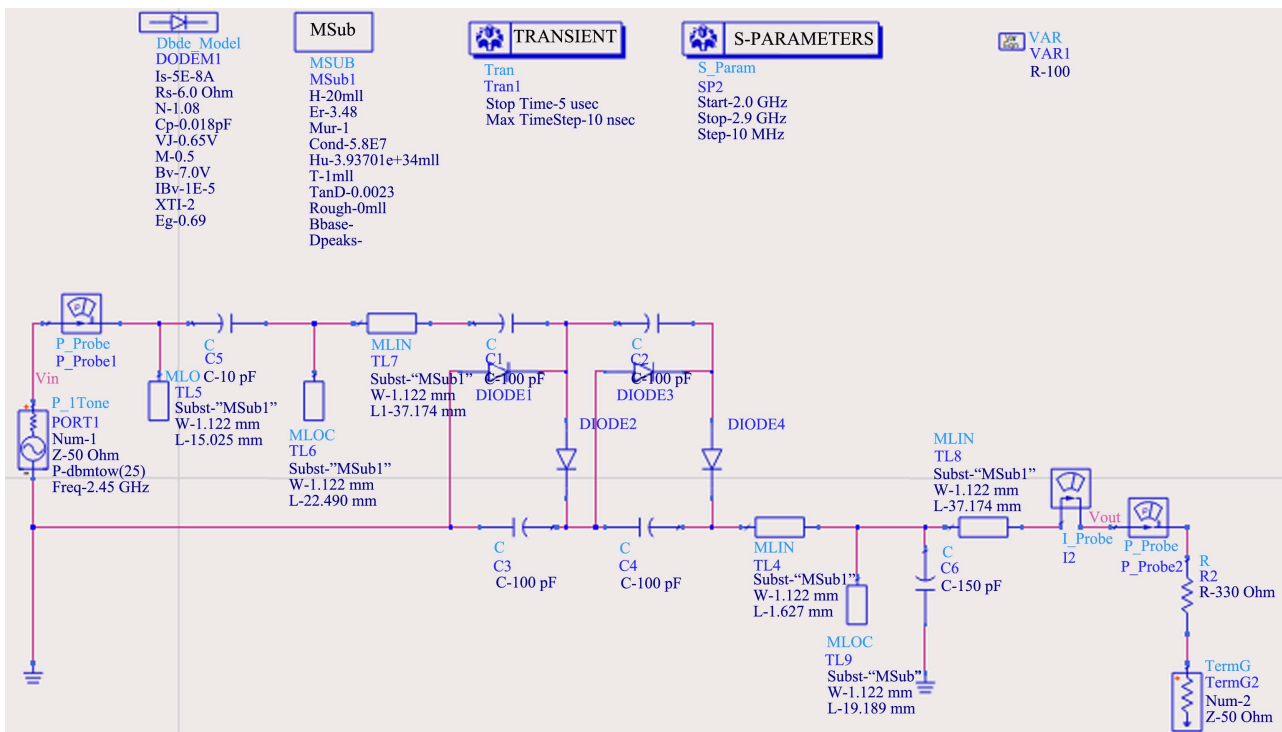 Dbde_Model
DODEM1
Is-5E-8A
Rs-6.0 Ohm
N-1.08
Cp-0.018pF
VJ-0.65V
M-0.5
Bv-7.0V
IBv-1E-5
XTI-2
Eg-0.69
MSub
MSUB
MSub1
H-20mll
Er-3.48
Mur-1
Cond-5.8E7
Hu-3.93701e+34mll
T-1mll
TanD-0.0023
Rough-0mll
Bbase-
Dpeaks-
TRANSIENT
Tran
Tran1
Stop Time-5 usec
Max TimeStep-10 nsec
S-PARAMETERS
S_Param
SP2
Start-2.0 GHz
Stop-2.9 GHz
Step-10 MHz
VAR
VAR1
R-100
P_Probe
P_Probe1
Vin
P_1Tone
PORT1
Num-1
Z-50 Ohm
P-dbmtow(25)
Freq-2.45 GHz
MLO
TL5
Subst-"MSub1"
W-1.122 mm
L-15.025 mm
C
C5
C-10 pF
MLOC
TL6
Subst-"MSub1"
W-1.122 mm
L-22.490 mm
MLIN
TL7
Subst-"MSub1"
W-1.122 mm
L1-37.174 mm
C
C1
C-100 pF
DIODE1
C
C2
C-100 pF
DIODE3
DIODE2
DIODE4
C
C3
C-100 pF
C
C4
C-100 pF
MLIN
TL4
Subst-“MSub1”
W-1.122 mm
L-1.627 mm
MLOC
TL9
Subst-“MSub”
W-1.122 mm
L-19.189 mm
C
C6
C-150 pF
MLIN
TL8
Subst-“MSub1”
W-1.122 mm
L-37.174 mm
I_Probe
I2
Vout
P_Probe
P_Probe2
R
R2
R-330 Ohm
TermG
TermG2
Num-2
Z-50 Ohm